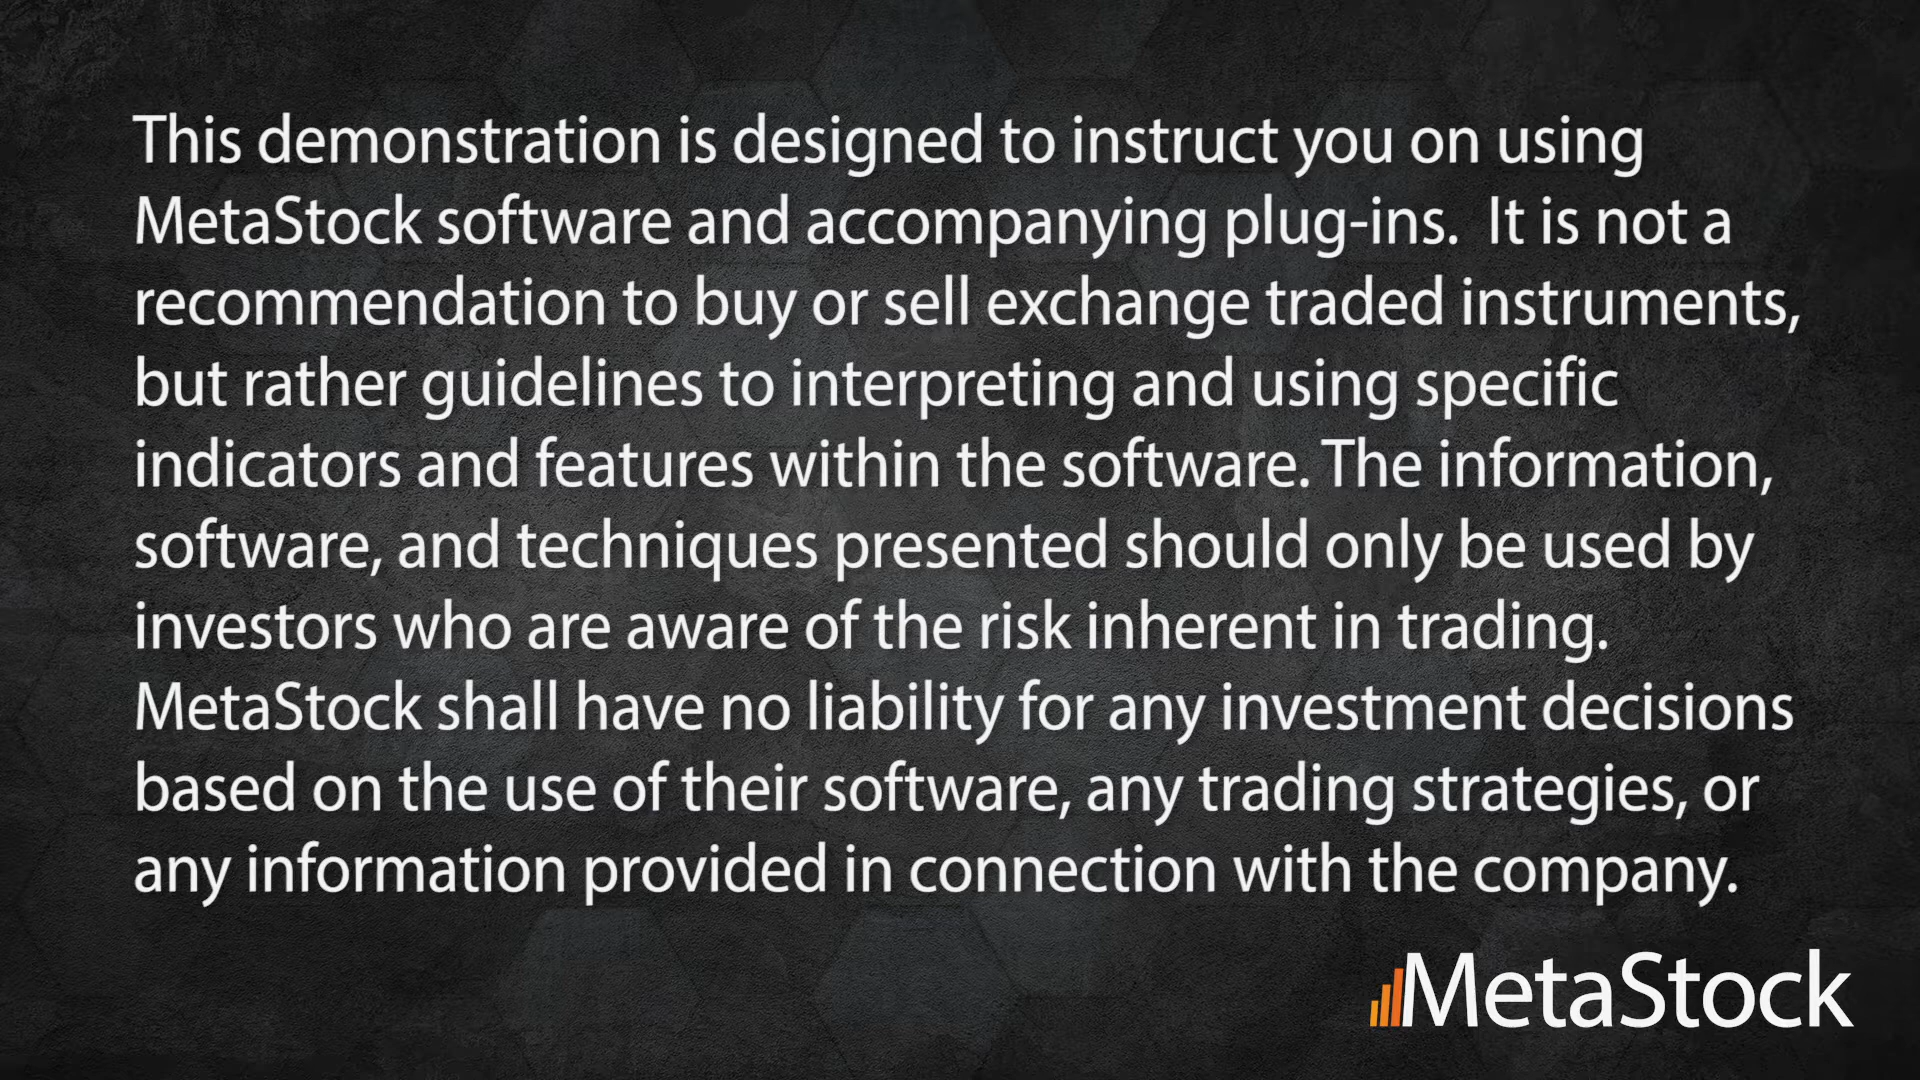 This demonstration is designed to instruct you on using
MetaStock software and accompanying plug-ins.  It is not a
recommendation to buy or sell exchange traded instruments,
but rather guidelines to interpreting and using specific
indicators and features within the software. The information,
software, and techniques presented should only be used by
investors who are aware of the risk inherent in trading.
MetaStock shall have no liability for any investment decisions
based on the use of their software, any trading strategies, or
any information provided in connection with the company.
MetaStock